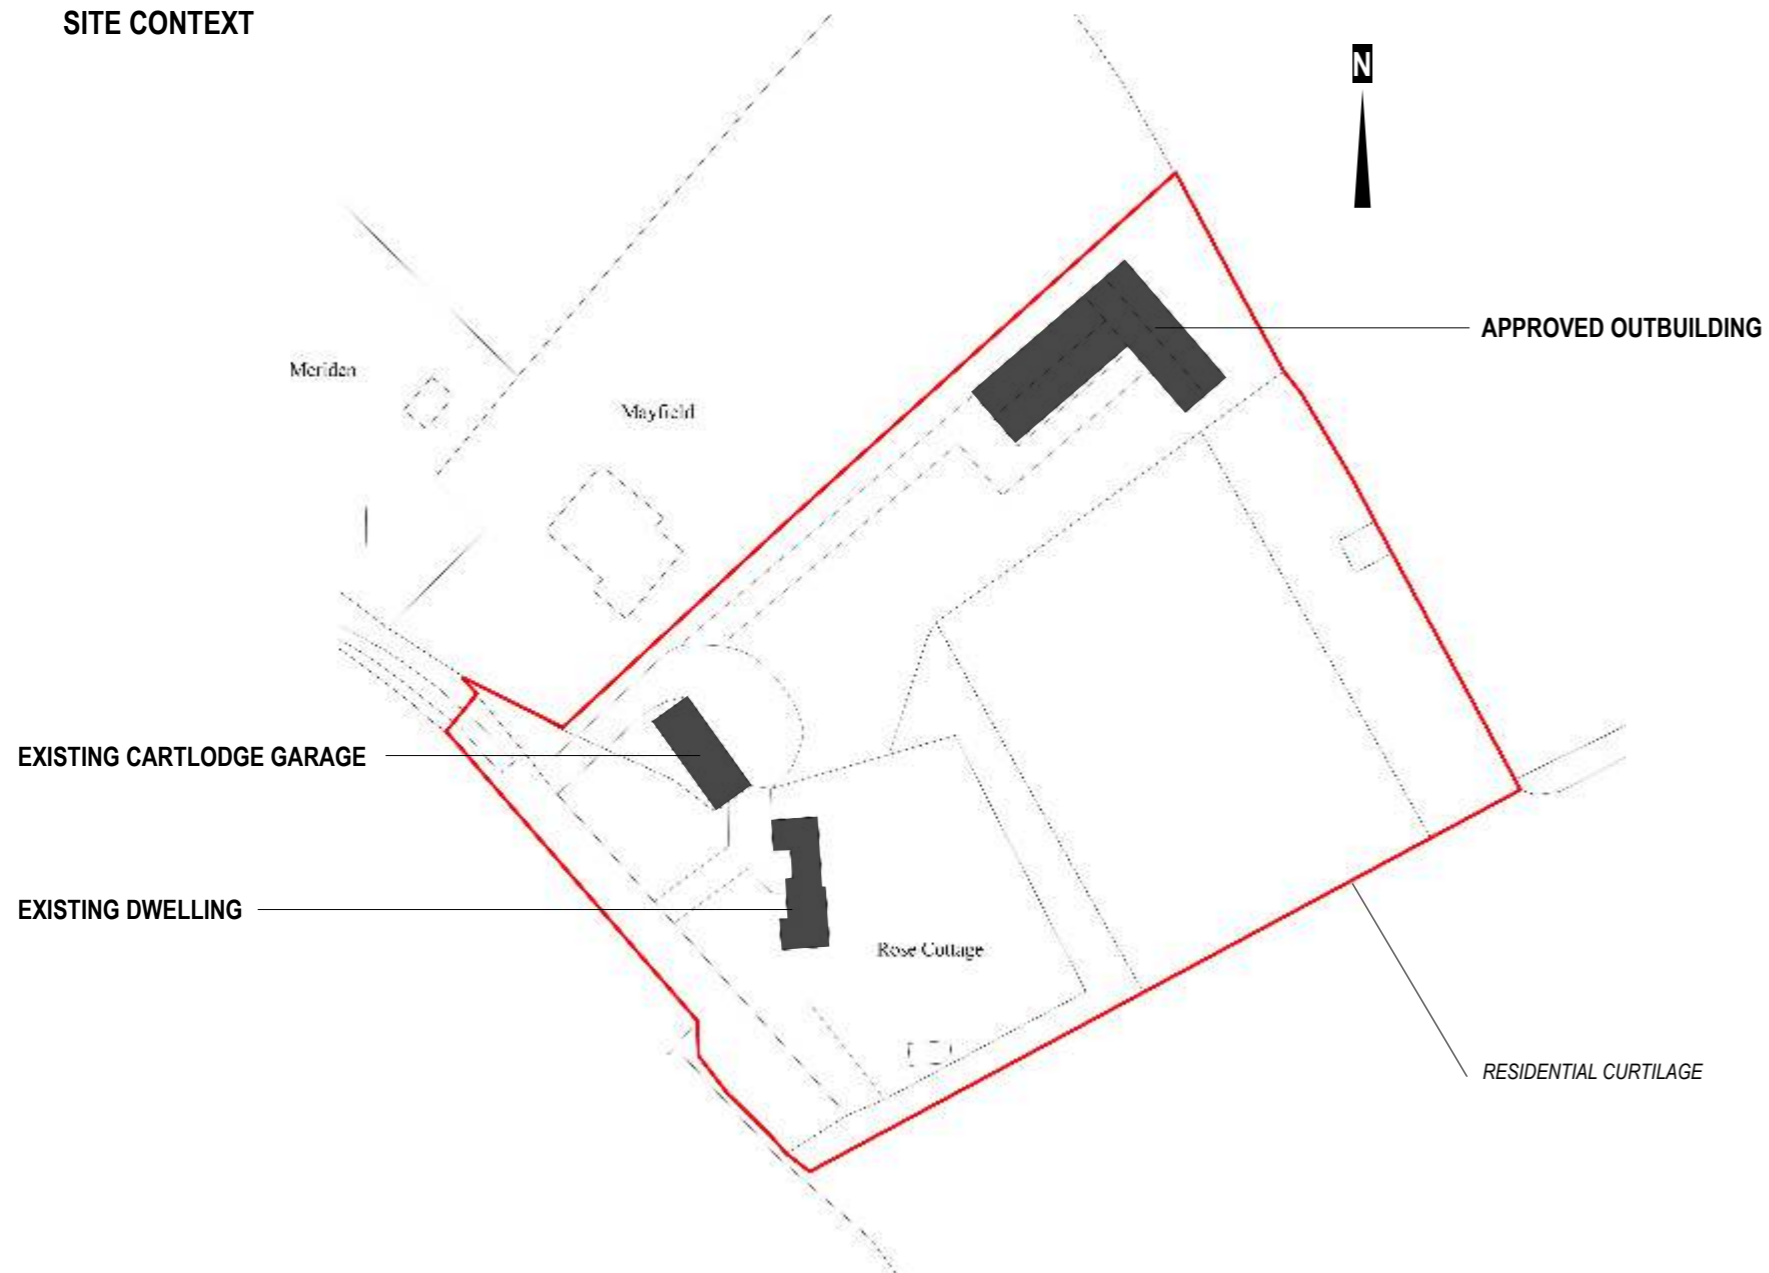 SITE CONTEXT
N
APPROVED OUTBUILDING
Meriden
Mayfield
EXISTING CARTLODGE GARAGE
EXISTING DWELLING
Rose Cottage
RESIDENTIAL CURTILAGE